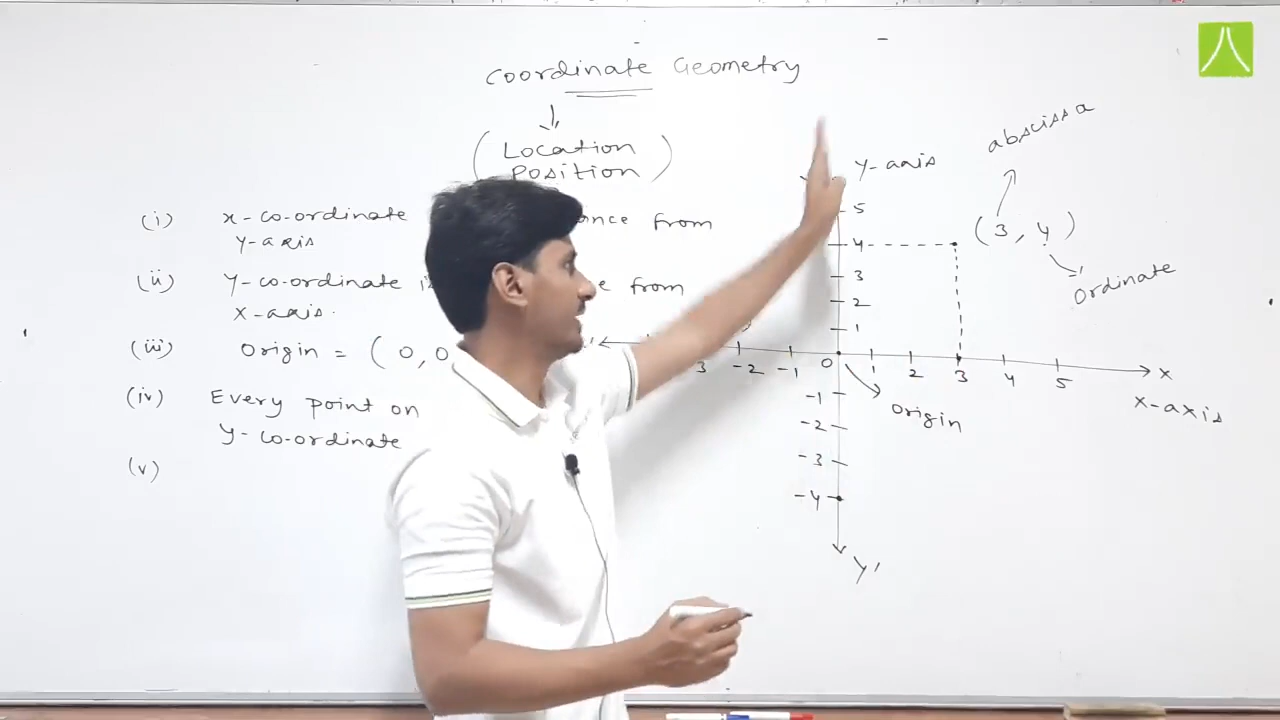 Coordinate Geometry
(Location
Position)
(i) x-co-ordinate ance from
y-axis
(ii) y-co-ordinate i e from
x-axis.
(iii) Origin = (0,0
(iv) Every point on
y-co-ordinate
(v)
abscissa
y-axis
(3, 4)
ordinate
5
4
3
2
1
3 -2 -1 0 1 2 3 4 5 x
x-axis
origin
-1
-2
-3
-4
y'